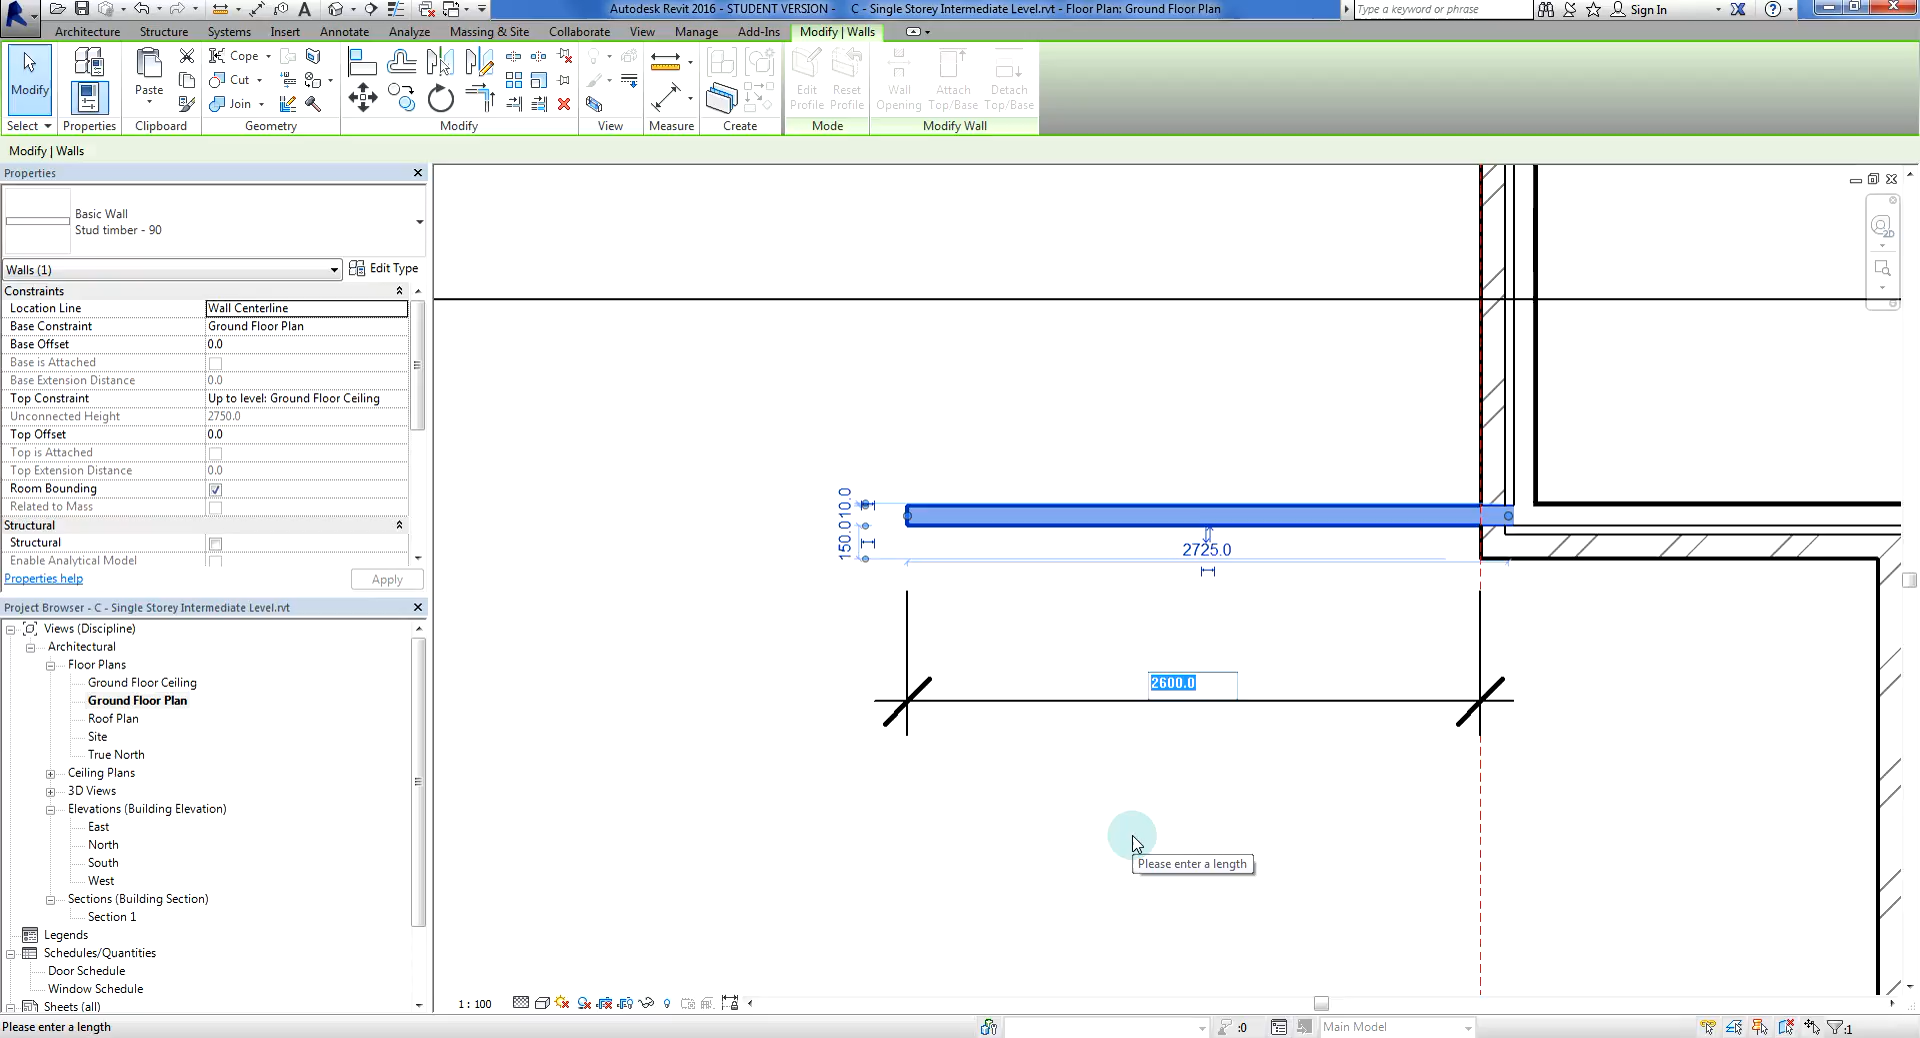 Autodesk Revit 2016 - STUDENT VERSION - C - Single Storey Intermediate Level.rvt - Floor Plan: Ground Floor Plan
Type a keyword or phrase
Sign In
Architecture Structure Systems Insert Annotate Analyze Massing & Site Collaborate View Manage Add-Ins Modify | Walls
Modify
Paste
Cope
Cut
Join
Edit Profile
Reset Profile
Wall Opening
Attach Top/Base
Detach Top/Base
Select Properties Clipboard Geometry Modify View Measure Create Mode Modify Wall
Modify | Walls
Properties
Basic Wall
Stud timber - 90
Walls (1) Edit Type
Constraints
Location Line Wall Centerline
Base Constraint Ground Floor Plan
Base Offset 0.0
Base is Attached
Base Extension Distance 0.0
Top Constraint Up to level: Ground Floor Ceiling
Unconnected Height 2750.0
Top Offset 0.0
Top is Attached
Top Extension Distance 0.0
Room Bounding
Related to Mass
Structural
Structural
Enable Analytical Model
Properties help Apply
Project Browser - C - Single Storey Intermediate Level.rvt
Views (Discipline)
Architectural
Floor Plans
Ground Floor Ceiling
Ground Floor Plan
Roof Plan
Site
True North
Ceiling Plans
3D Views
Elevations (Building Elevation)
East
North
South
West
Sections (Building Section)
Section 1
Legends
Schedules/Quantities
Door Schedule
Window Schedule
Sheets (all)
2D
10.0
150.0
2725.0
2600.0
Please enter a length
1 : 100
Please enter a length
:0
Main Model
:1